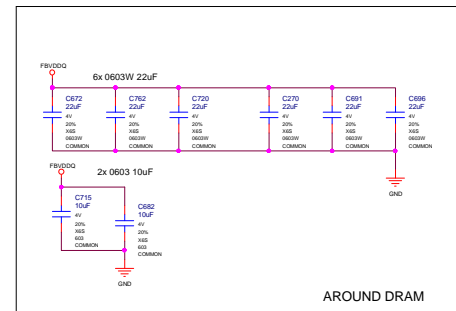 FBVDDQ
6x 0603W 22uF
C672
22uF
4V
20%
X6S
0603W
COMMON
C762
22uF
4V
20%
X6S
0603W
COMMON
C720
22uF
4V
20%
X6S
0603W
COMMON
C270
22uF
4V
20%
X6S
0603W
COMMON
C691
22uF
4V
20%
X6S
0603W
COMMON
C696
22uF
4V
20%
X6S
0603W
COMMON
GND
FBVDDQ
2x 0603 10uF
C715
10uF
4V
20%
X6S
603
COMMON
C682
10uF
4V
20%
X6S
603
COMMON
GND
AROUND DRAM